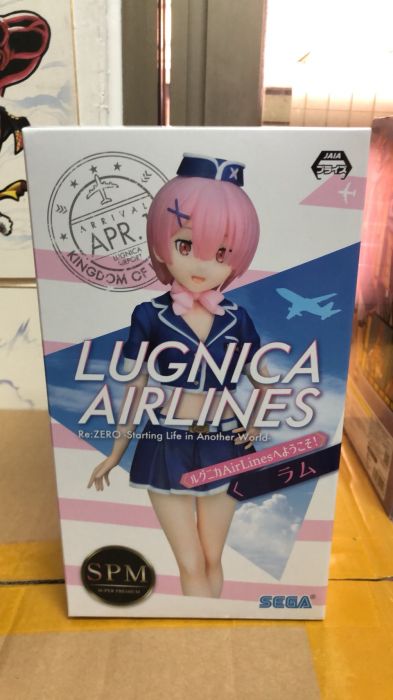 JAIA
プライズ
ARRIVAL
APR.
LUGNICA
AIRPORT
KINGDOM OF
LUGNICA
AIRLINES
Re:ZERO -Starting Life in Another World-
ルグニカAirLinesへようこそ!
ラム
SPM
SUPER PREMIUM
SEGA®